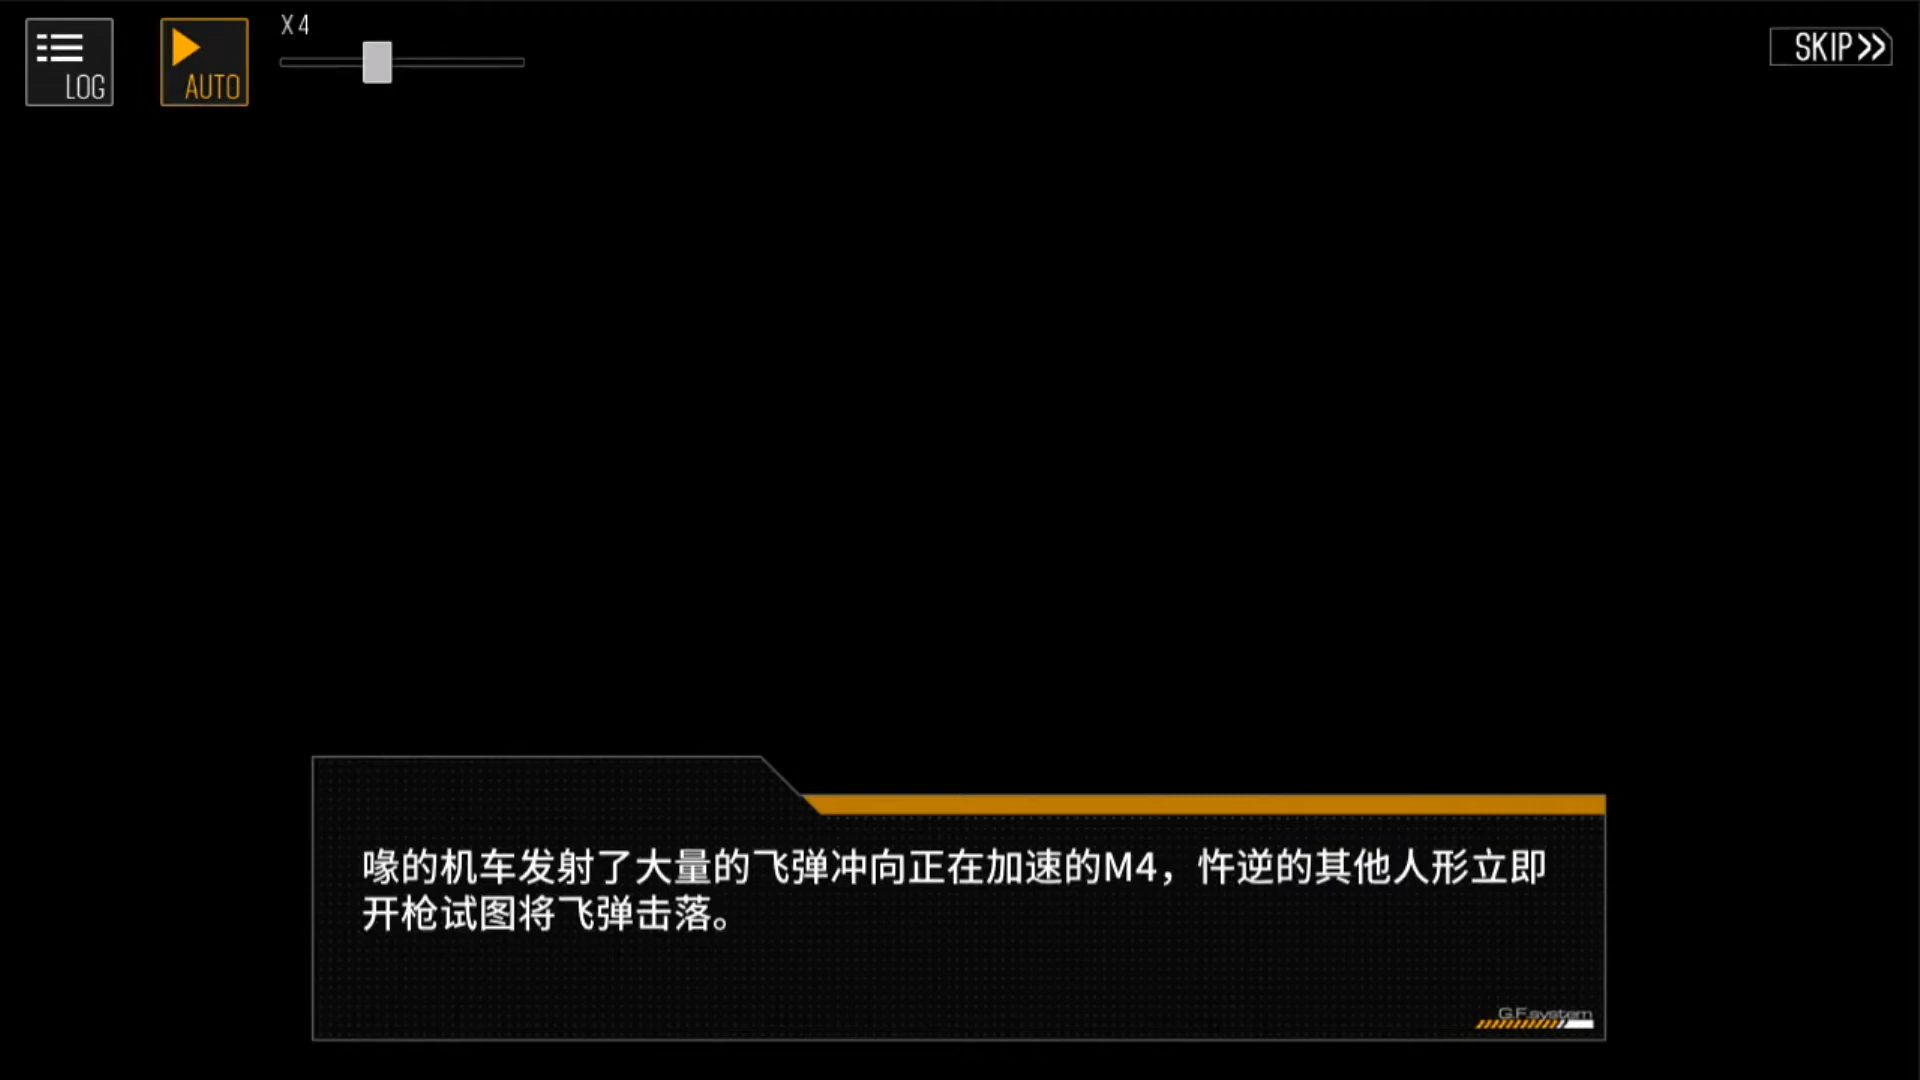 X4
LOG
AUTO
SKIP
喙的机车发射了大量的飞弹冲向正在加速的M4，忤逆的其他人形立即
开枪试图将飞弹击落。
G.F.system